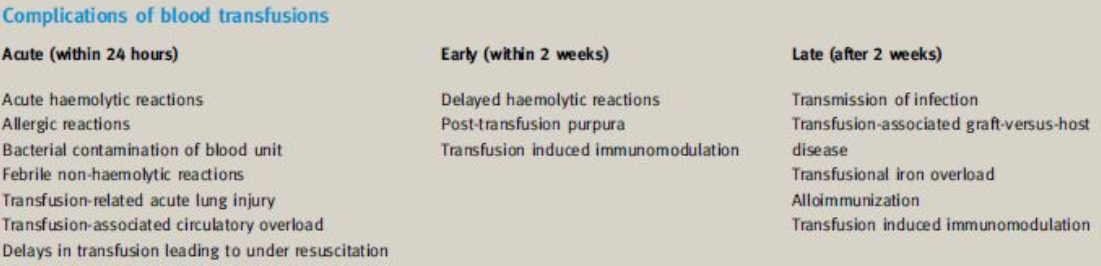 Complications of blood transfusions
Acute (within 24 hours)
Acute haemolytic reactions
Allergic reactions
Bacterial contamination of blood unit
Febrile non-haemolytic reactions
Transfusion-related acute lung injury
Transfusion-associated circulatory overload
Delays in transfusion leading to under resuscitation
Early (within 2 weeks)
Delayed haemolytic reactions
Post-transfusion purpura
Transfusion induced immunomodulation
Late (after 2 weeks)
Transmission of infection
Transfusion-associated graft-versus-host
disease
Transfusional iron overload
Alloimmunization
Transfusion induced immunomodulation